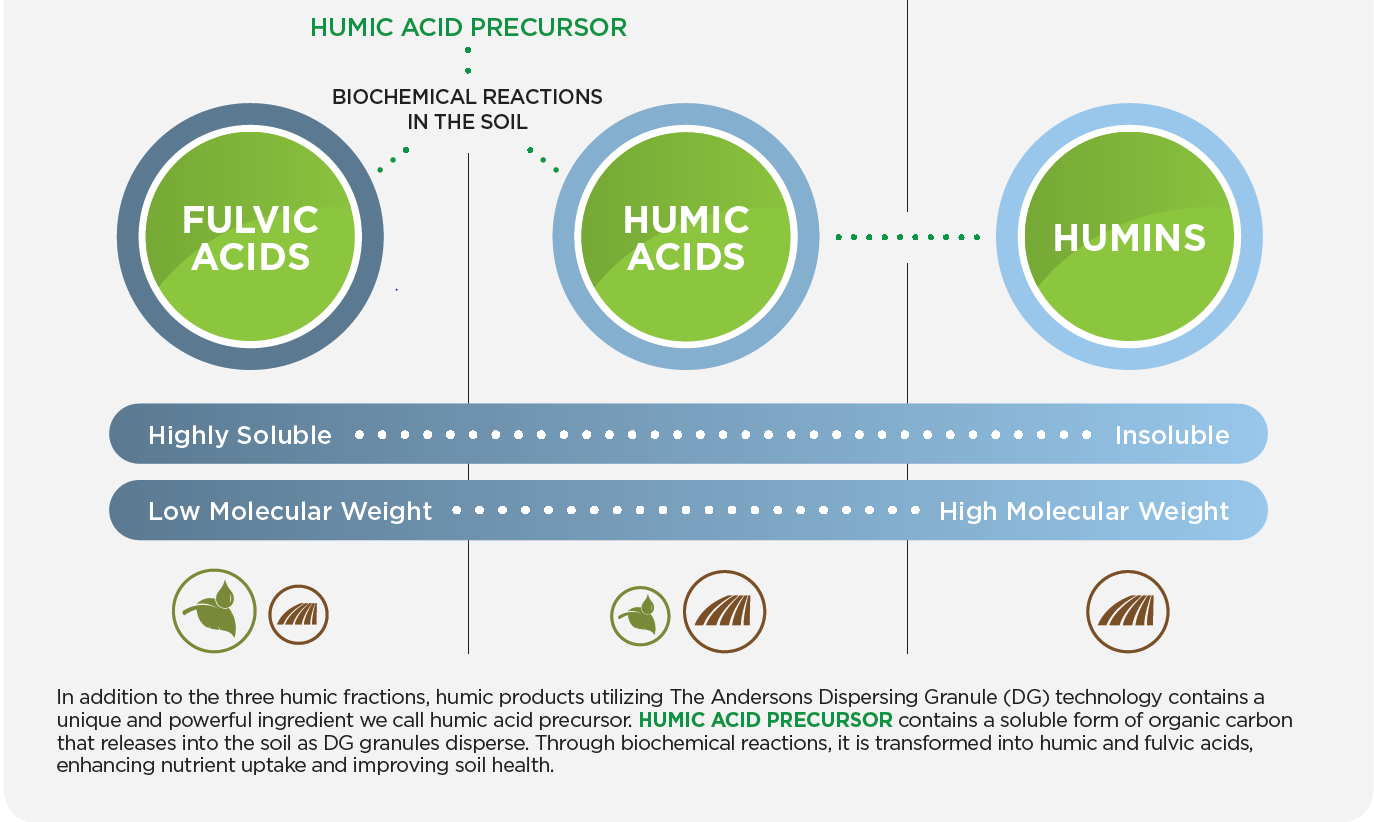 HUMIC ACID PRECURSOR
BIOCHEMICAL REACTIONS
IN THE SOIL
FULVIC
ACIDS
HUMIC
ACIDS
HUMINS
Highly Soluble
Insoluble
Low Molecular Weight
High Molecular Weight
In addition to the three humic fractions, humic products utilizing The Andersons Dispersing Granule (DG) technology contains a
unique and powerful ingredient we call humic acid precursor. HUMIC ACID PRECURSOR contains a soluble form of organic carbon
that releases into the soil as DG granules disperse. Through biochemical reactions, it is transformed into humic and fulvic acids,
enhancing nutrient uptake and improving soil health.